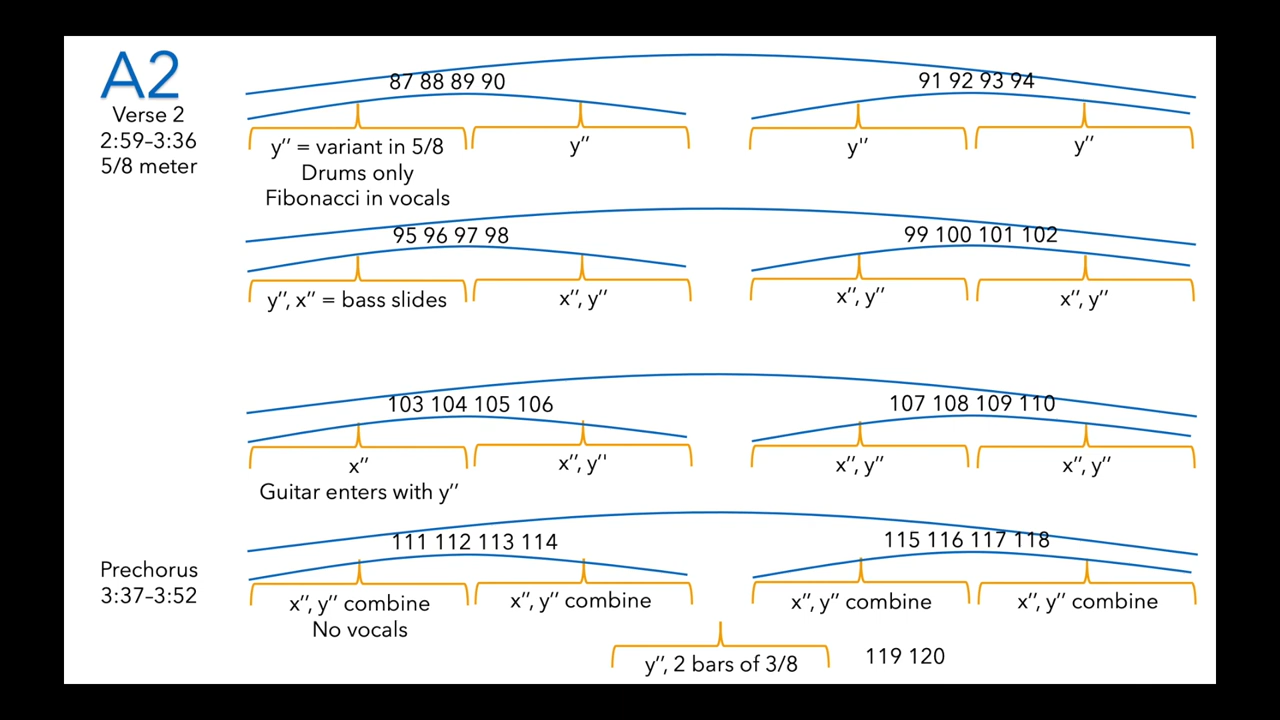 A2
Verse 2
2:59–3:36
5/8 meter
87 88 89 90
91 92 93 94
y’’ = variant in 5/8
Drums only
Fibonacci in vocals
y’’
y’’
y’’
95 96 97 98
99 100 101 102
y’’, x’’ = bass slides
x’’, y’’
x’’, y’’
x’’, y’’
103 104 105 106
107 108 109 110
x’’
Guitar enters with y’’
x’’, y’’
x’’, y’’
x’’, y’’
Prechorus
3:37–3:52
111 112 113 114
115 116 117 118
x’’, y’’ combine
No vocals
x’’, y’’ combine
x’’, y’’ combine
x’’, y’’ combine
y’’, 2 bars of 3/8
119 120